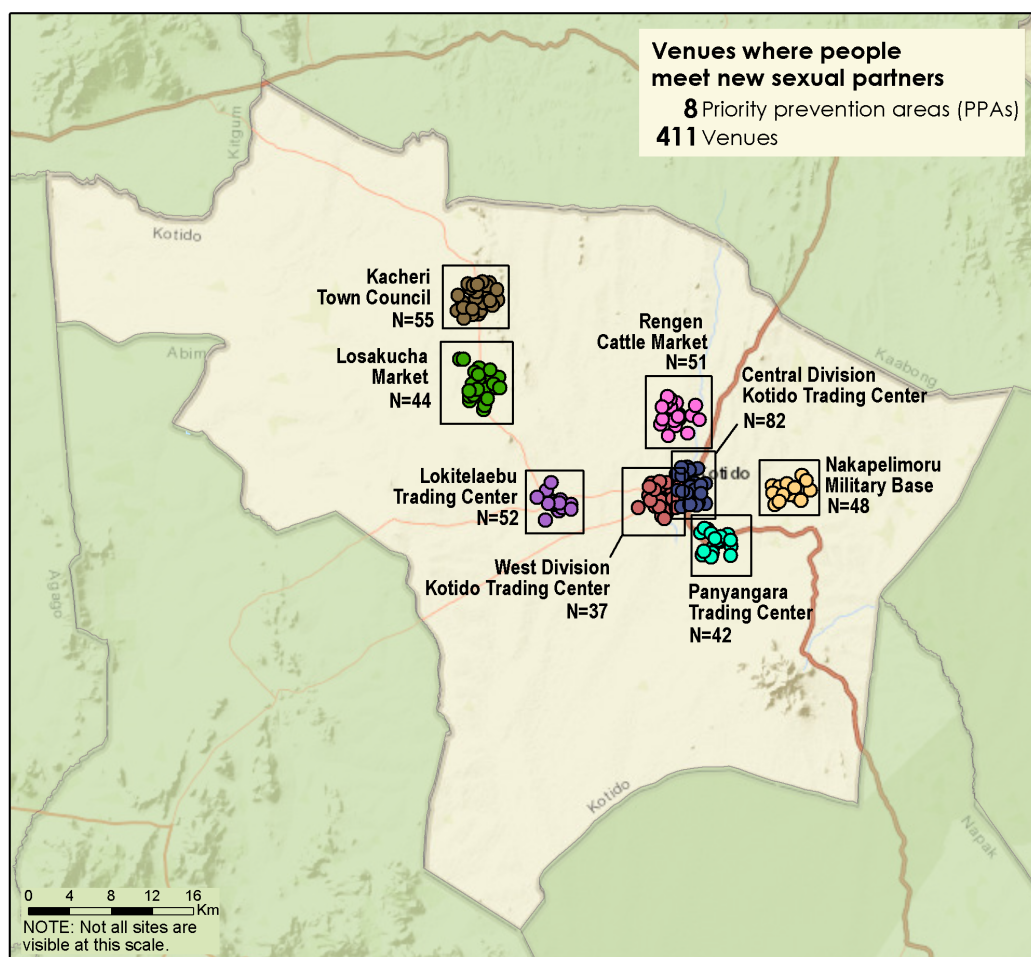 Venues where people
meet new sexual partners
8 Priority prevention areas (PPAs)
411 Venues
Kitgum
Kotido
Kacheri
Town Council
N=55
Losakucha
Market
N=44
Abim
Rengen
Cattle Market
N=51
Kaabong
Central Division
Kotido Trading Center
N=82
Lokitelaebu
Trading Center
N=52
otido
Nakapelimoru
Military Base
N=48
West Division
Kotido Trading Center
N=37
Panyangara
Trading Center
N=42
Agago
Kotido
Napak
0 4 8 12 16
Km
NOTE: Not all sites are
visible at this scale.